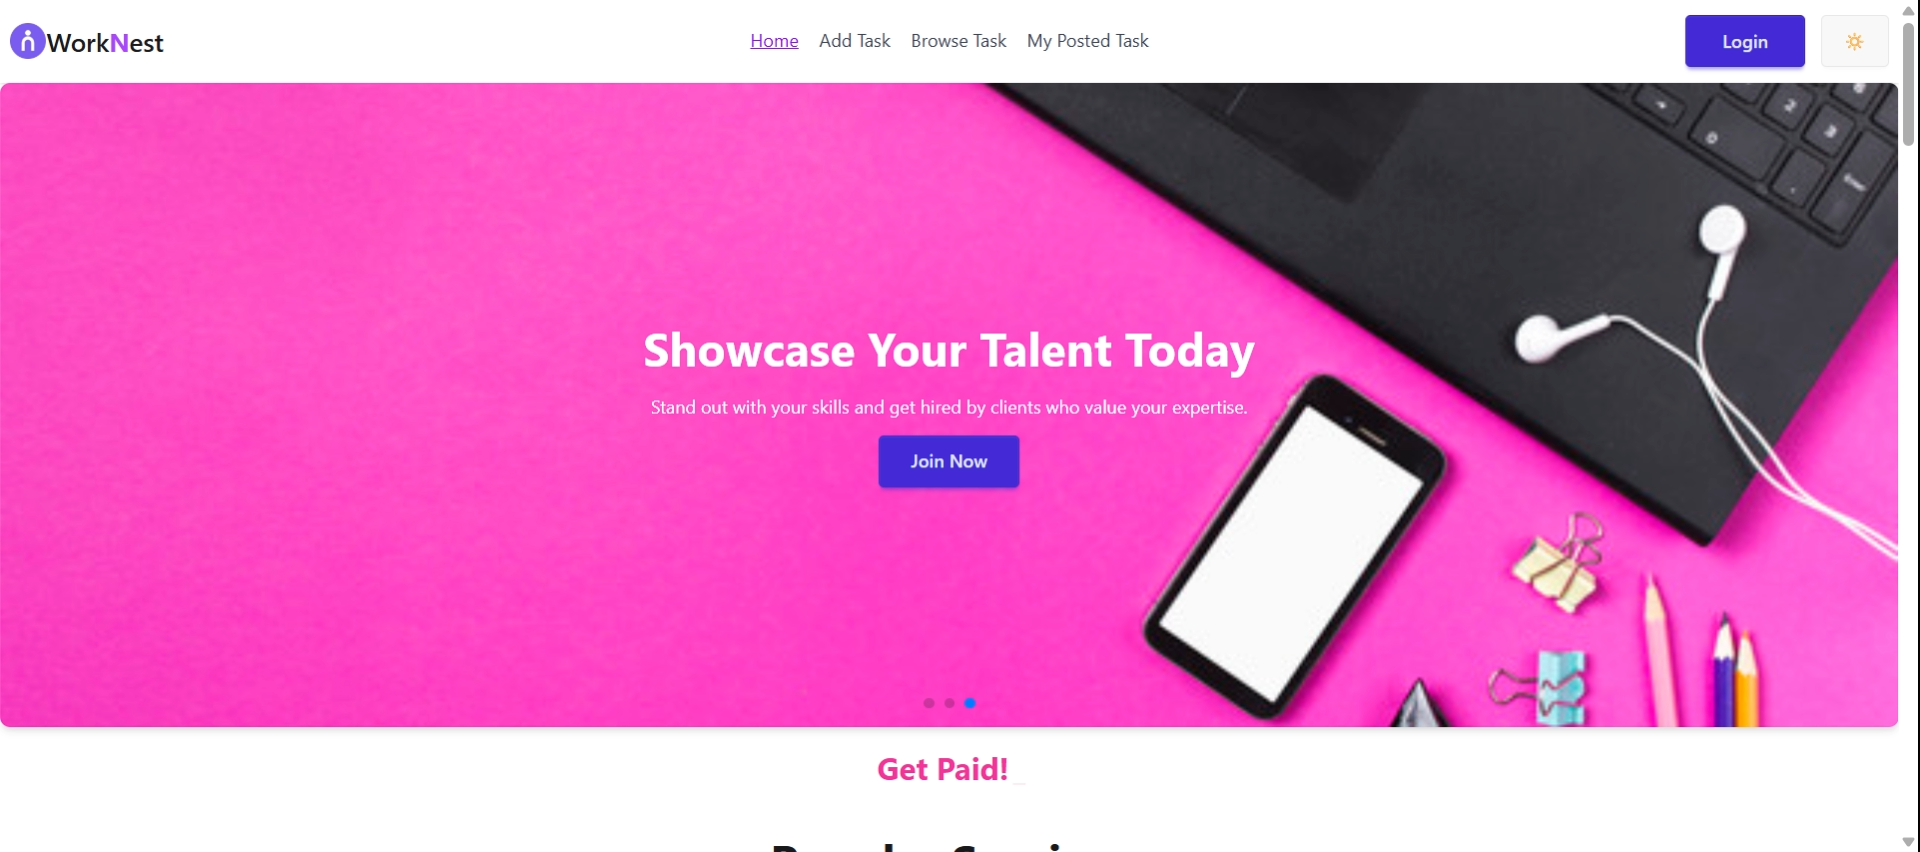 WorkNest
Home Add Task Browse Task My Posted Task
Login
Showcase Your Talent Today
Stand out with your skills and get hired by clients who value your expertise.
Join Now
Get Paid!_